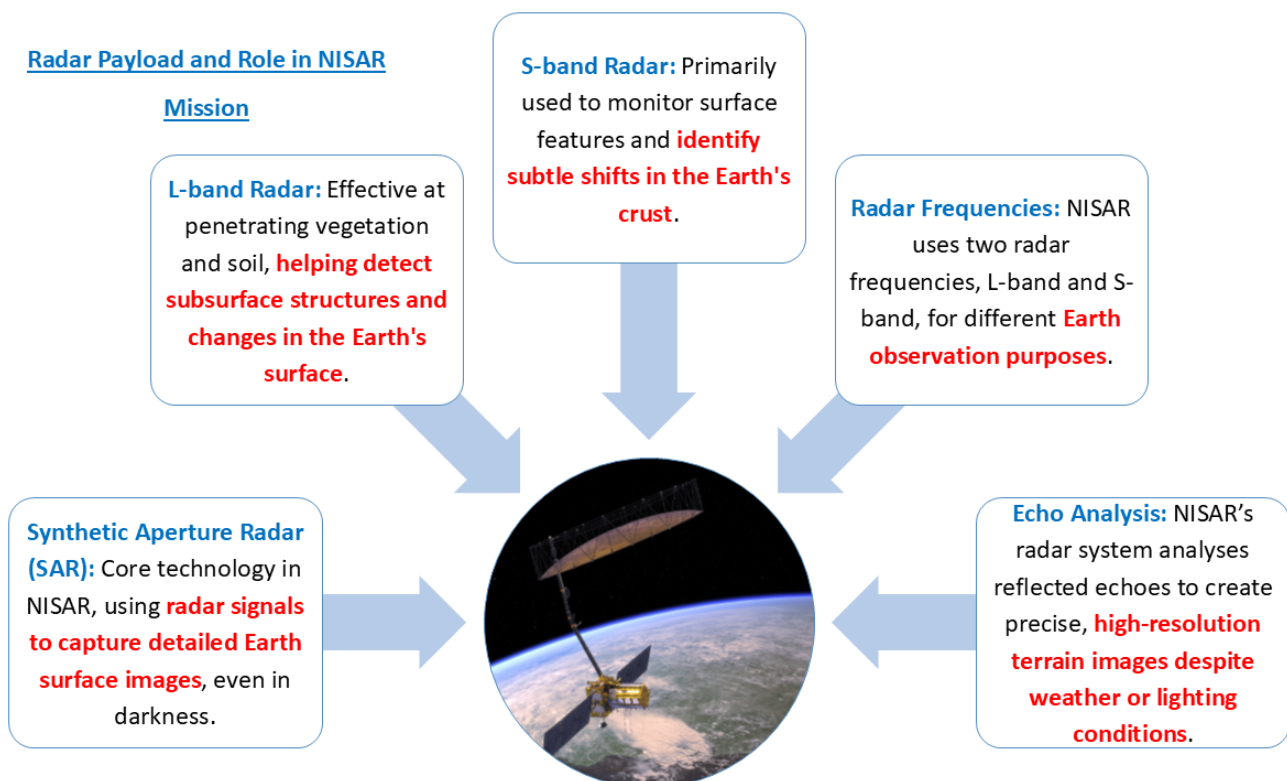 Radar Payload and Role in NISAR
Mission
S-band Radar: Primarily
used to monitor surface
features and identify
subtle shifts in the Earth's
crust.
L-band Radar: Effective at
penetrating vegetation
and soil, helping detect
subsurface structures and
changes in the Earth's
surface.
Radar Frequencies: NISAR
uses two radar
frequencies, L-band and S-
band, for different Earth
observation purposes.
Synthetic Aperture Radar
(SAR): Core technology in
NISAR, using radar signals
to capture detailed Earth
surface images, even in
darkness.
Echo Analysis: NISAR’s
radar system analyses
reflected echoes to create
precise, high-resolution
terrain images despite
weather or lighting
conditions.